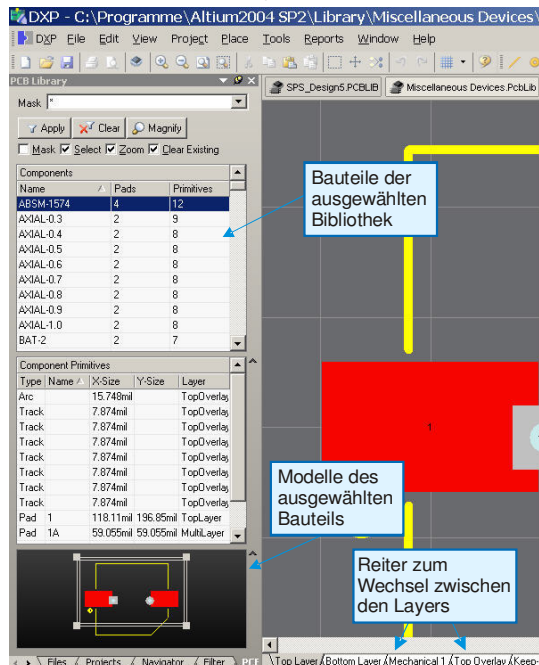 DXP - C:\Programme\Altium2004 SP2\Library\Miscellaneous Devices\
DXP File Edit View Project Place Tools Reports Window Help
PCB Library
SPS_Design5.PCBLIB Miscellaneous Devices.PcbLib
Mask *
Apply Clear Magnify
Mask Select Zoom Clear Existing
Components
Name Pads Primitives
ABSM-1574 4 12
AXIAL-0.3 2 9
AXIAL-0.4 2 8
AXIAL-0.5 2 8
AXIAL-0.6 2 8
AXIAL-0.7 2 8
AXIAL-0.8 2 8
AXIAL-0.9 2 8
AXIAL-1.0 2 8
BAT-2 2 7
Bauteile der
ausgewählten
Bibliothek
Component Primitives
Type Name X-Size Y-Size Layer
Arc 15.748mil TopOverlay
Track 7.874mil TopOverlay
Track 7.874mil TopOverlay
Track 7.874mil TopOverlay
Track 7.874mil TopOverlay
Track 7.874mil TopOverlay
Track 7.874mil TopOverlay
Pad 1 118.11mil 196.85mil TopLayer
Pad 1A 59.055mil 59.055mil MultiLayer
1
Modelle des
ausgewählten
Bauteils
Reiter zum
Wechsel zwischen
den Layers
Files Projects Navigator Filter PCB
Top Layer Bottom Layer Mechanical 1 Top Overlay Keep